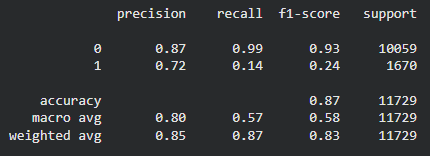 precision recall f1-score support
0 0.87 0.99 0.93 10059
1 0.72 0.14 0.24 1670
accuracy 0.87 11729
macro avg 0.80 0.57 0.58 11729
weighted avg 0.85 0.87 0.83 11729